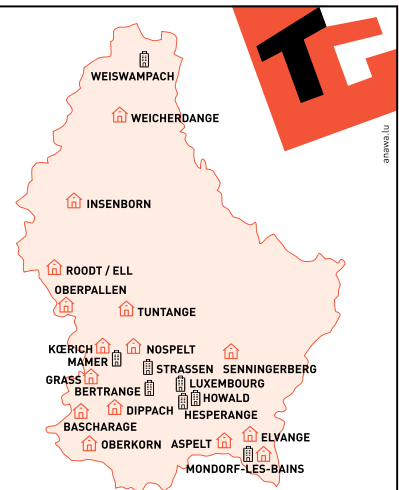 TG
anawa.lu
WEISWAMPACH
WEICHERDANGE
INSENBORN
ROODT / ELL
OBERPALLEN
TUNTANGE
KŒRICH
NOSPELT
MAMER
STRASSEN
SENNINGERBERG
GRASS
LUXEMBOURG
BERTRANGE
HOWALD
DIPPACH
HESPERANGE
BASCHARAGE
OBERKORN
ASPELT
ELVANGE
MONDORF-LES-BAINS